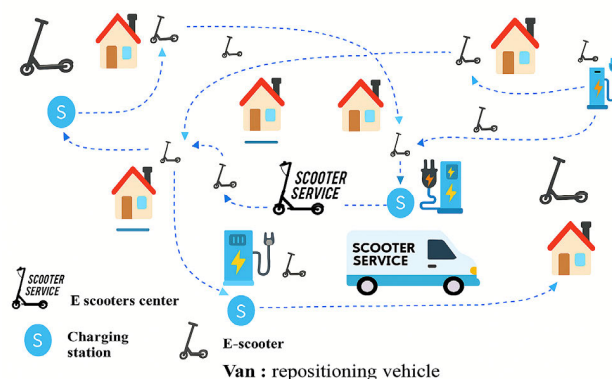 S
SCOOTER
SERVICE
S
SCOOTER
SERVICE
S
SCOOTER
SERVICE
E scooters center
S
Charging
station
E-scooter
Van : repositioning vehicle